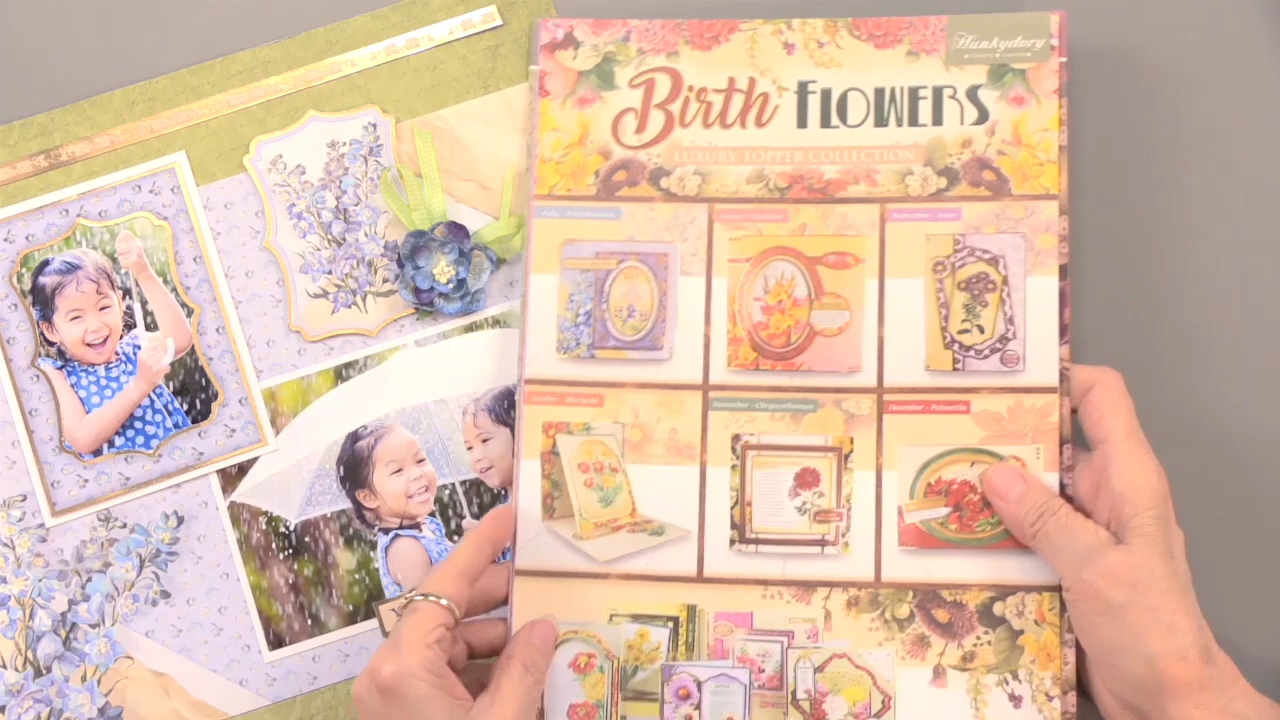 Hunkydory
Birth FLOWERS
LUXURY TOPPER COLLECTION
July - Delphinium
September - Aster
October - Marigold
November - Chrysanthemum
December - Poinsettia